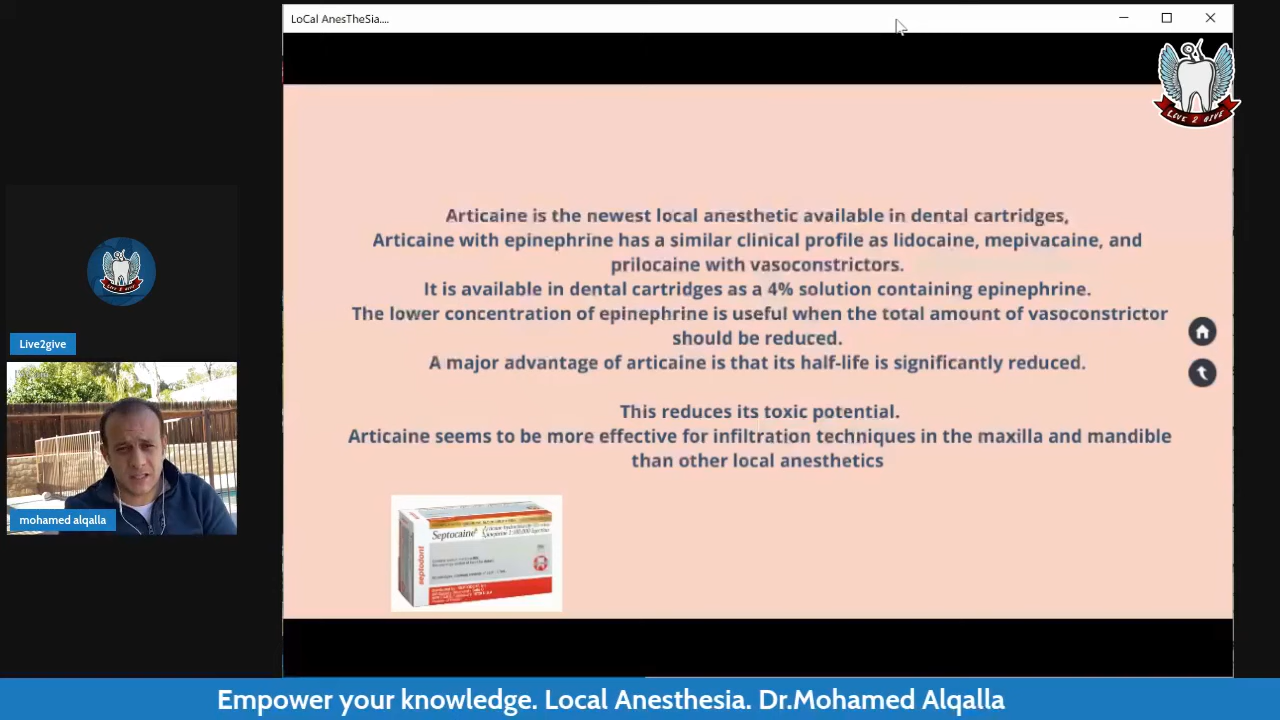 LoCal AnesTheSia....
LOVE 2 GIVE
Articaine is the newest local anesthetic available in dental cartridges,
Articaine with epinephrine has a similar clinical profile as lidocaine, mepivacaine, and
prilocaine with vasoconstrictors.
It is available in dental cartridges as a 4% solution containing epinephrine.
The lower concentration of epinephrine is useful when the total amount of vasoconstrictor
should be reduced.
A major advantage of articaine is that its half-life is significantly reduced.
This reduces its toxic potential.
Articaine seems to be more effective for infiltration techniques in the maxilla and mandible
than other local anesthetics
Septocaine
septodont
Live2give
mohamed alqalla
Empower your knowledge. Local Anesthesia. Dr.Mohamed Alqalla